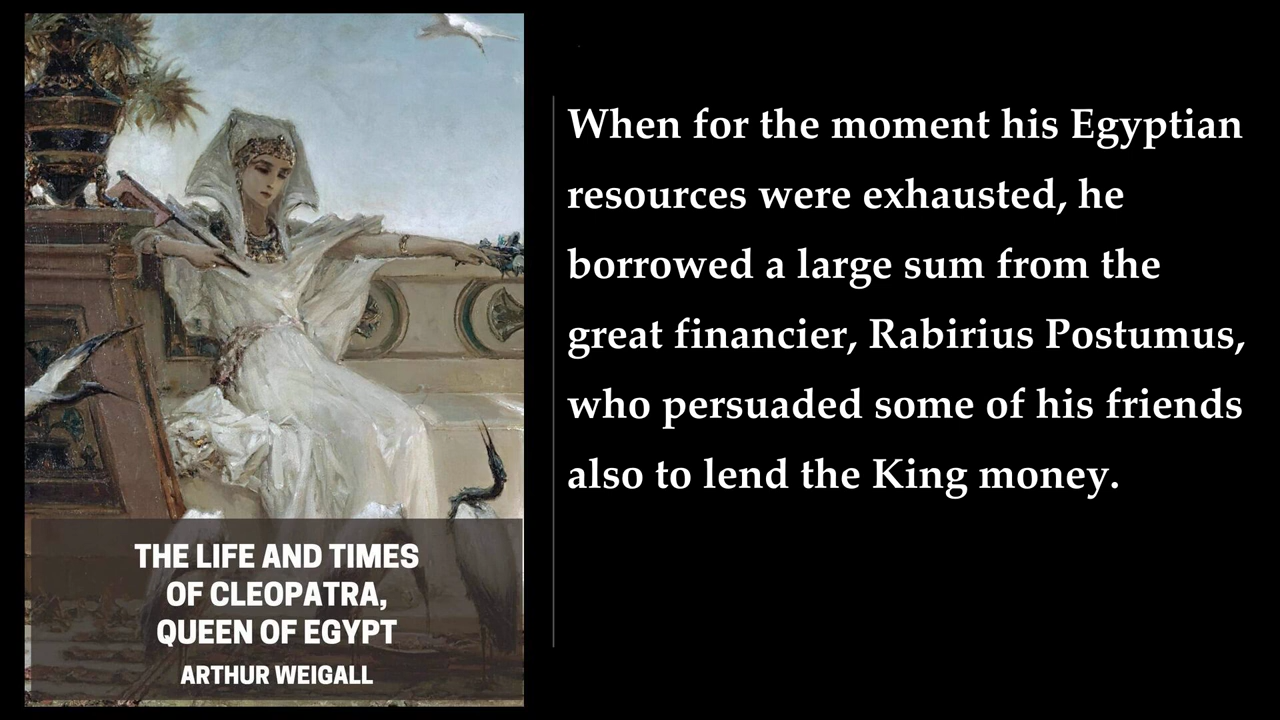 THE LIFE AND TIMES
OF CLEOPATRA,
QUEEN OF EGYPT
ARTHUR WEIGALL
When for the moment his Egyptian
resources were exhausted, he
borrowed a large sum from the
great financier, Rabirius Postumus,
who persuaded some of his friends
also to lend the King money.